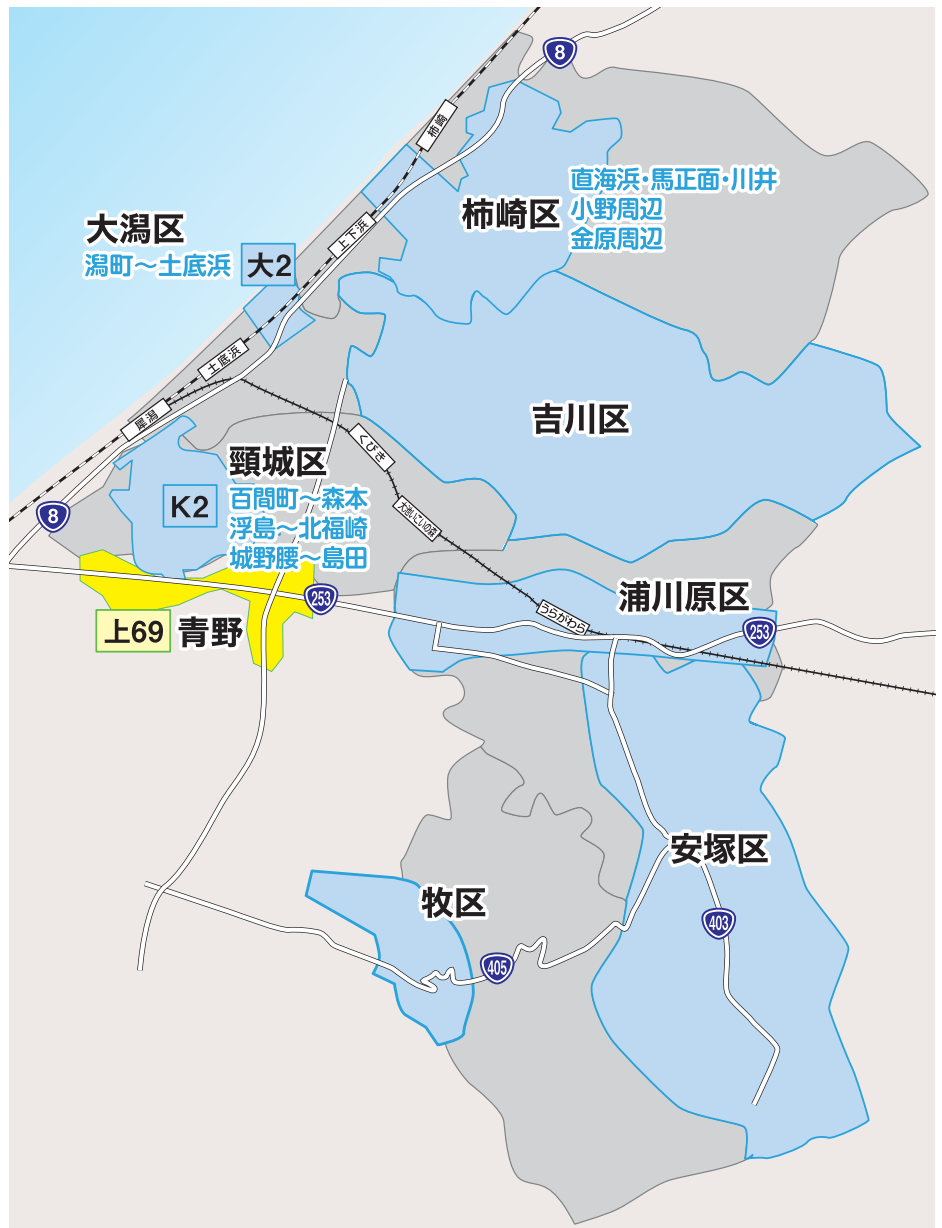 8
柿崎
直海浜・馬正面・川井
小野周辺
金原周辺
柿崎区
大潟区
潟町～土底浜
大2
上下浜
土底浜
犀潟
吉川区
くびき
頸城区
百間町～森本
浮島～北福崎
城野腰～島田
K2
大池いこいの森
8
253
浦川原区
うらがわら
253
上69
青野
安塚区
牧区
403
405